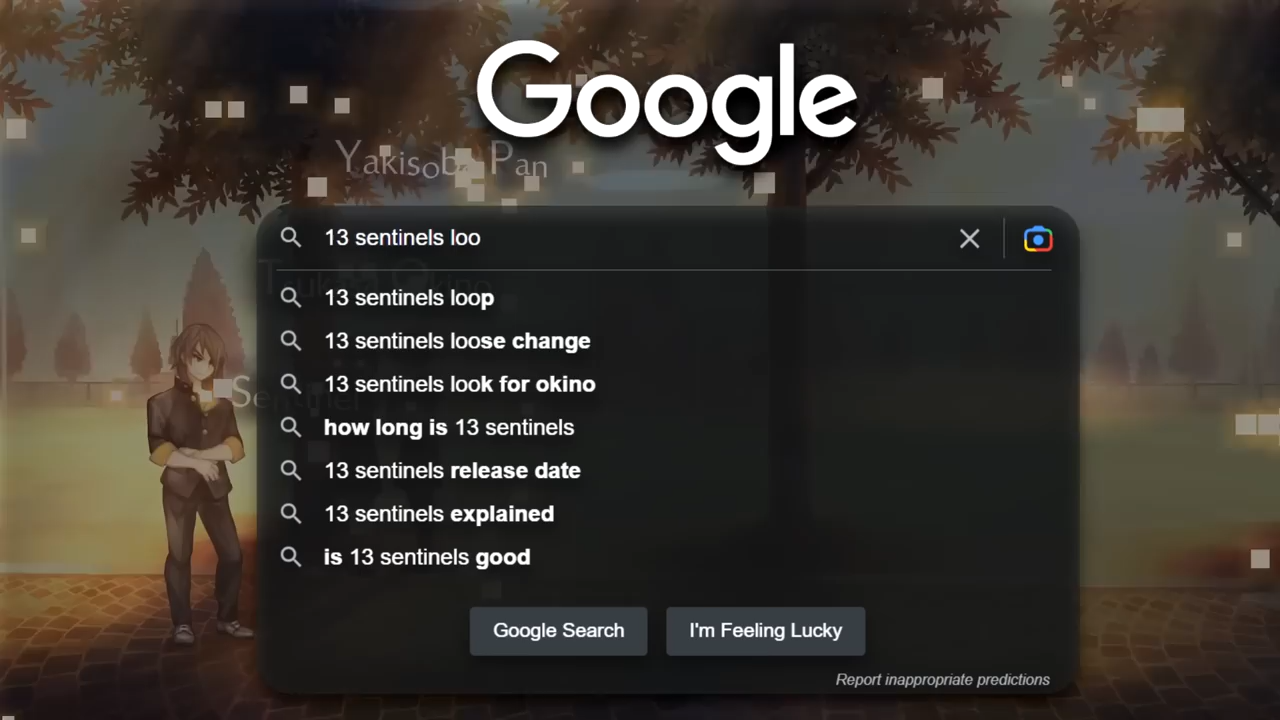 Google
Yakisoba Pan
13 sentinels loo
13 sentinels loop
13 sentinels loose change
Sentinel
13 sentinels look for okino
how long is 13 sentinels
13 sentinels release date
13 sentinels explained
is 13 sentinels good
Google Search
I'm Feeling Lucky
Report inappropriate predictions